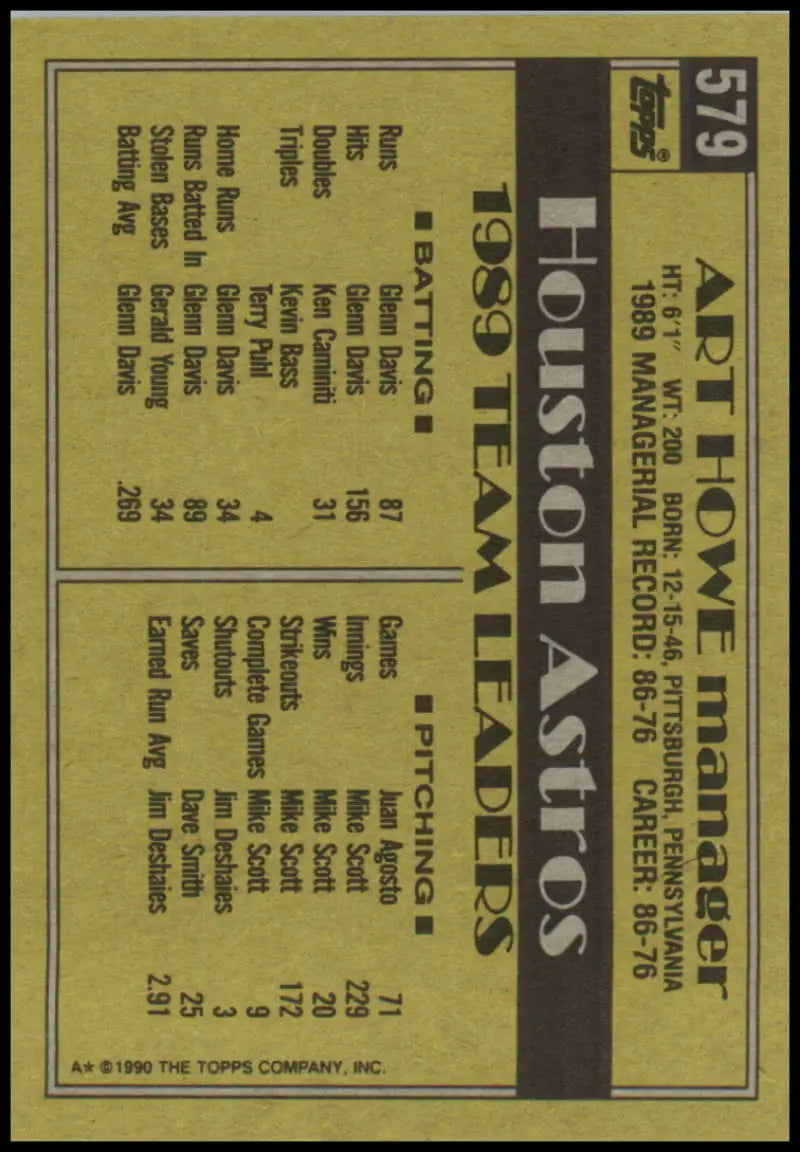 579
Topps®
ART HOWE manager
HT: 6'1" WT: 200 BORN: 12-15-46, PITTSBURGH, PENNSYLVANIA
1989 MANAGERIAL RECORD: 86-76 CAREER: 86-76
Houston Astros
1989 TEAM LEADERS
■ BATTING ■
Runs Glenn Davis 87
Hits Glenn Davis 156
Doubles Ken Caminiti 31
Triples Kevin Bass
Terry Puhl 4
Home Runs Glenn Davis 34
Runs Batted In Glenn Davis 89
Stolen Bases Gerald Young 34
Batting Avg Glenn Davis .269
■ PITCHING ■
Games Juan Agosto 71
Innings Mike Scott 229
Wins Mike Scott 20
Strikeouts Mike Scott 172
Complete Games Mike Scott 9
Shutouts Jim Deshaies 3
Saves Dave Smith 25
Earned Run Avg Jim Deshaies 2.91
A* ©1990 THE TOPPS COMPANY, INC.